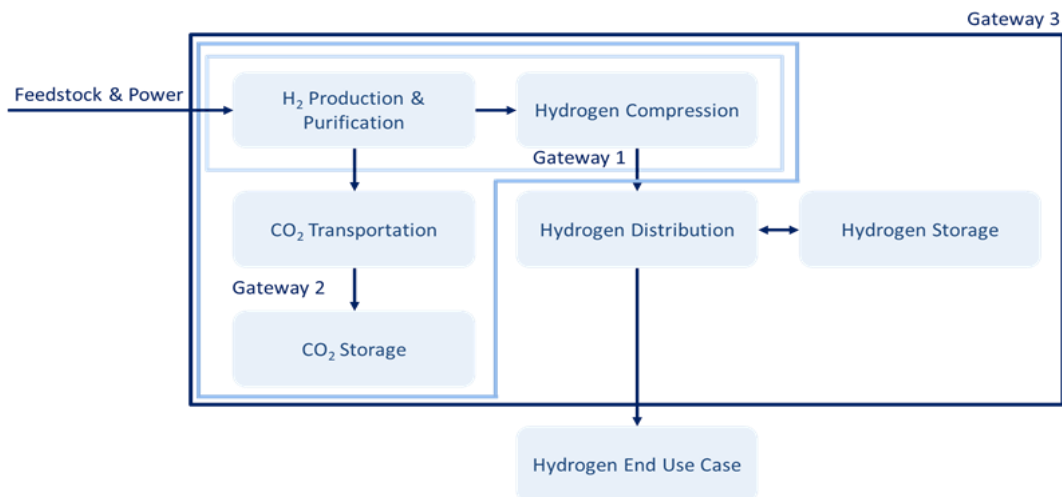 Gateway 3
Feedstock & Power
H₂ Production &
Purification
Hydrogen Compression
Gateway 1
CO₂ Transportation
Hydrogen Distribution
Hydrogen Storage
Gateway 2
CO₂ Storage
Hydrogen End Use Case